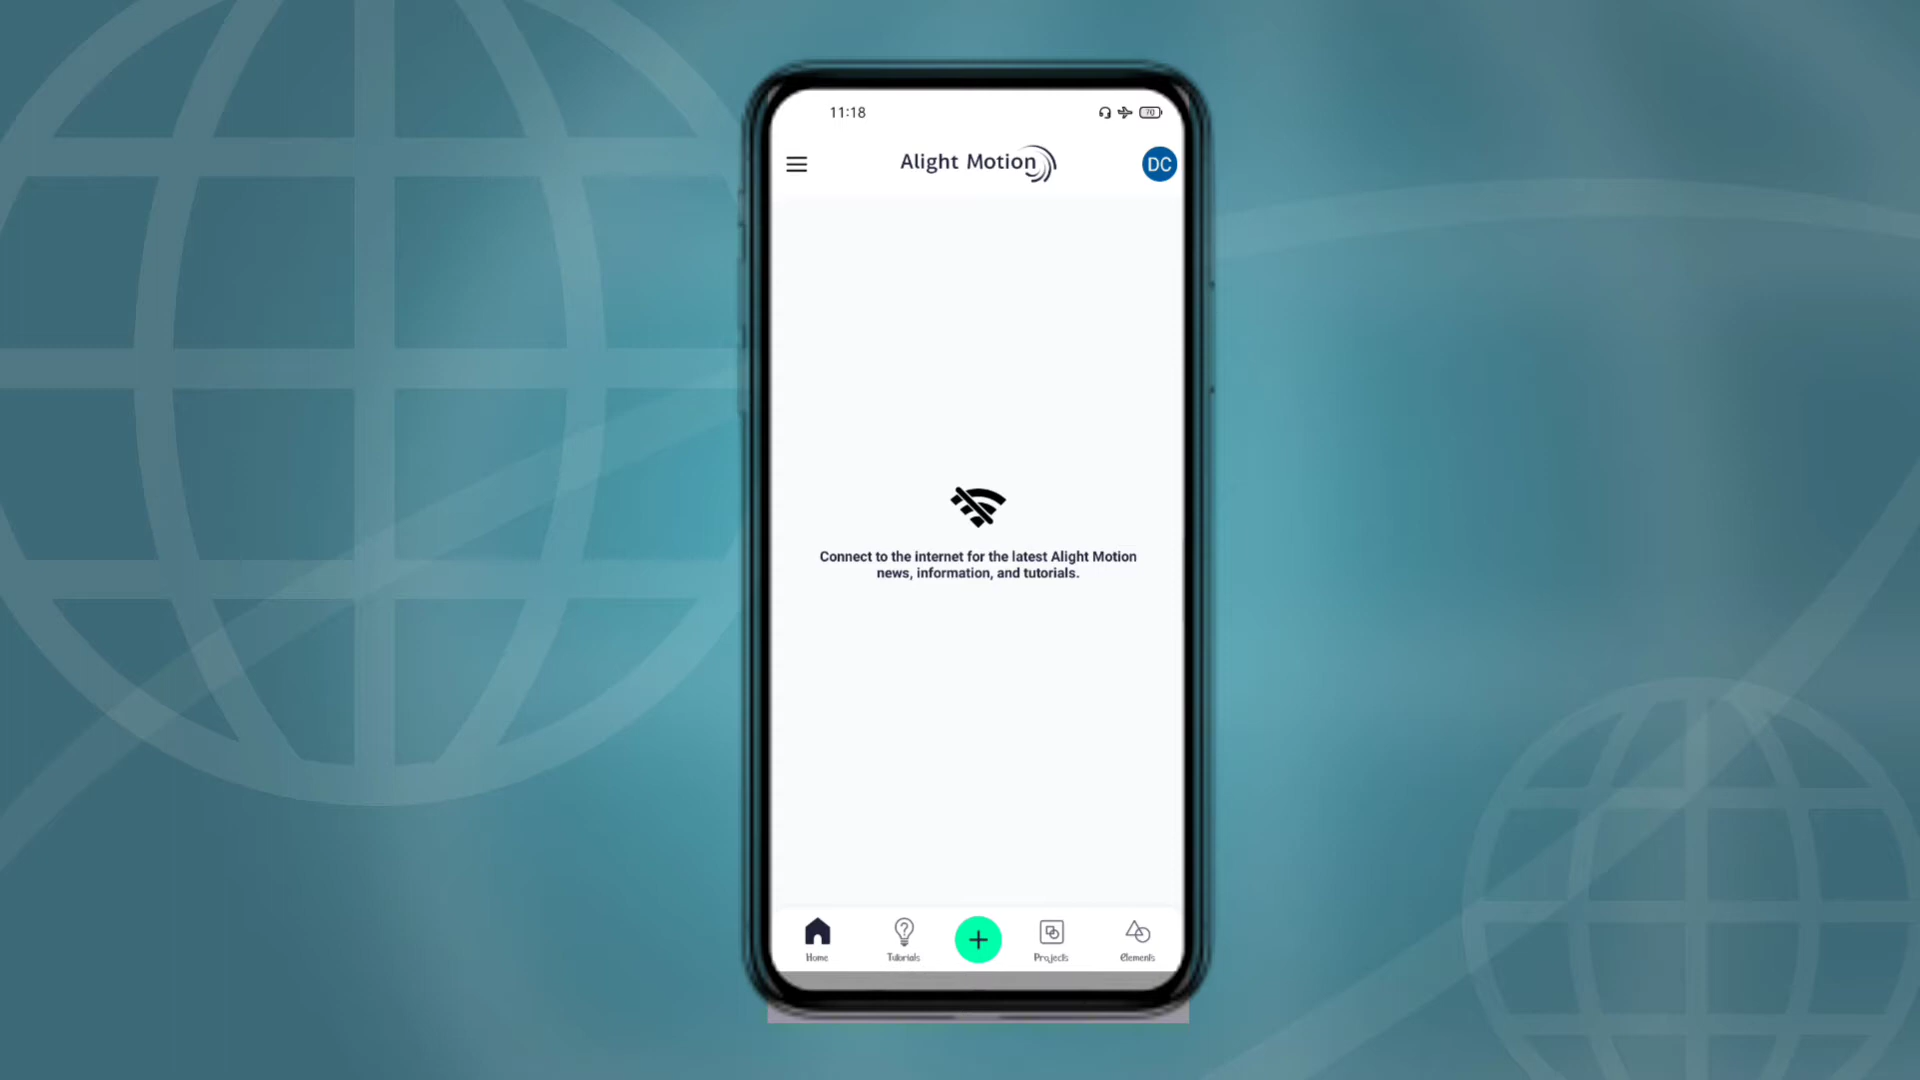 11:18
70
Alight Motion
DC
Connect to the internet for the latest Alight Motion
news, information, and tutorials.
Home
Tutorials
Projects
Elements